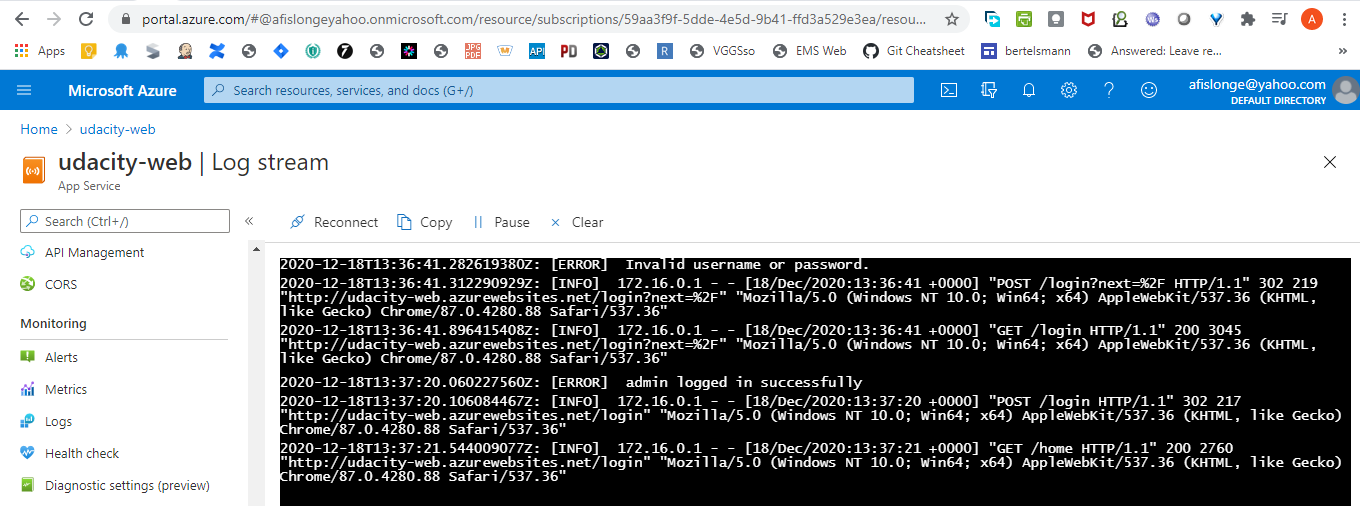 portal.azure.com/#@afislongeyahoo.onmicrosoft.com/resource/subscriptions/59aa3f9f-5dde-4e5d-9b41-ffd3a529e3ea/resou...
A
Apps
7
JPG
PDF
API
PD
R
VGGSso
EMS Web
Git Cheatsheet
bertelsmann
Answered: Leave re...
»
Microsoft Azure
Search resources, services, and docs (G+/)
afislonge@yahoo.com
DEFAULT DIRECTORY
Home > udacity-web
udacity-web | Log stream
App Service
Search (Ctrl+/)
«
Reconnect
Copy
Pause
Clear
API Management
CORS
Monitoring
Alerts
Metrics
Logs
Health check
Diagnostic settings (preview)
2020-12-18T13:36:41.282619380Z: [ERROR]  Invalid username or password.
2020-12-18T13:36:41.312290929Z: [INFO]  172.16.0.1 - - [18/Dec/2020:13:36:41 +0000] "POST /login?next=%2F HTTP/1.1" 302 219
"http://udacity-web.azurewebsites.net/login?next=%2F" "Mozilla/5.0 (Windows NT 10.0; Win64; x64) AppleWebKit/537.36 (KHTML,
like Gecko) Chrome/87.0.4280.88 Safari/537.36"
2020-12-18T13:36:41.896415408Z: [INFO]  172.16.0.1 - - [18/Dec/2020:13:36:41 +0000] "GET /login HTTP/1.1" 200 3045
"http://udacity-web.azurewebsites.net/login?next=%2F" "Mozilla/5.0 (Windows NT 10.0; Win64; x64) AppleWebKit/537.36 (KHTML,
like Gecko) Chrome/87.0.4280.88 Safari/537.36"
2020-12-18T13:37:20.060227560Z: [ERROR]  admin logged in successfully
2020-12-18T13:37:20.106084467Z: [INFO]  172.16.0.1 - - [18/Dec/2020:13:37:20 +0000] "POST /login HTTP/1.1" 302 217
"http://udacity-web.azurewebsites.net/login" "Mozilla/5.0 (Windows NT 10.0; Win64; x64) AppleWebKit/537.36 (KHTML, like Gecko)
Chrome/87.0.4280.88 Safari/537.36"
2020-12-18T13:37:21.544009077Z: [INFO]  172.16.0.1 - - [18/Dec/2020:13:37:21 +0000] "GET /home HTTP/1.1" 200 2760
"http://udacity-web.azurewebsites.net/login" "Mozilla/5.0 (Windows NT 10.0; Win64; x64) AppleWebKit/537.36 (KHTML, like Gecko)
Chrome/87.0.4280.88 Safari/537.36"